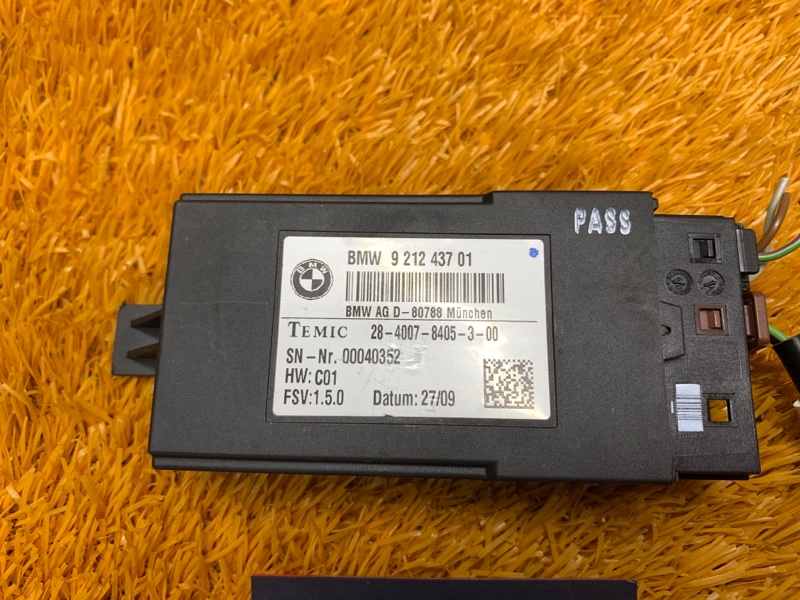 PASS
BMW 9 212 437 01
BMW
BMW AG D-80788 München
TEMIC 28-4007-8405-3-00
SN-Nr. 00040352
HW: C01
FSV:1.5.0 Datum: 27/09